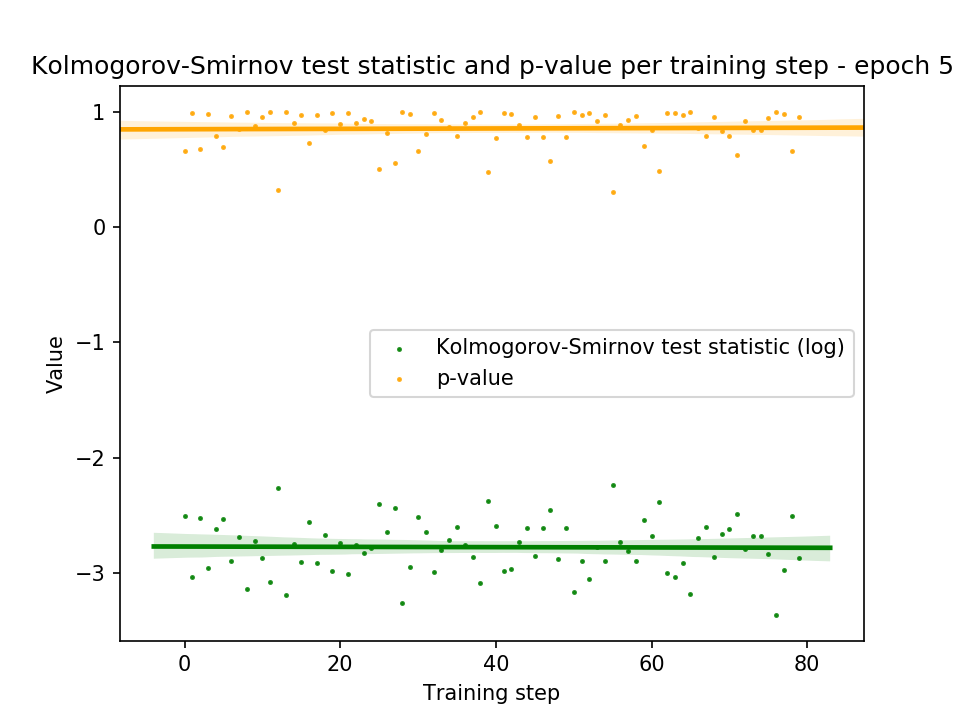 Kolmogorov-Smirnov test statistic and p-value per training step - epoch 5
1
0
−1
−2
−3
Value
Kolmogorov-Smirnov test statistic (log)
p-value
0 20 40 60 80
Training step